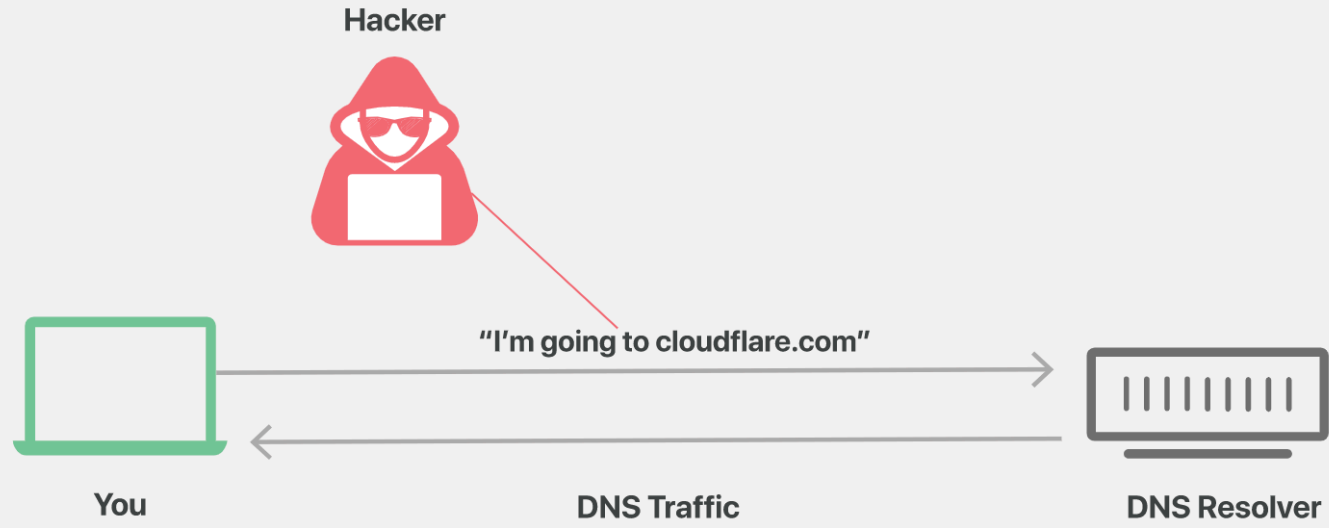 Hacker
“I’m going to cloudflare.com”
You
DNS Traffic
DNS Resolver